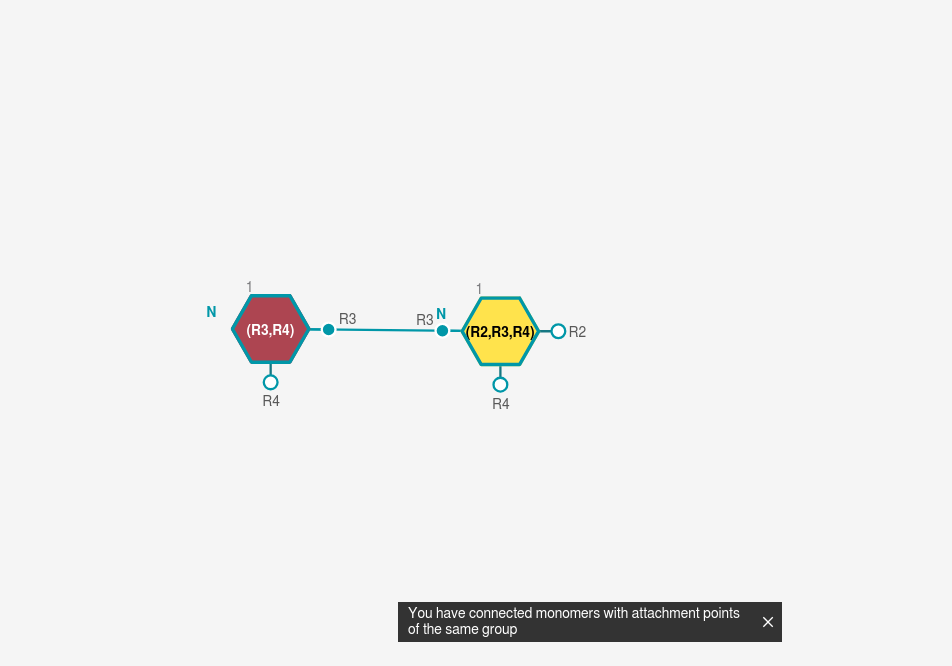 1
1
N
R3
R3
N
(R3,R4)
(R2,R3,R4)
R2
R4
R4
You have connected monomers with attachment points
of the same group